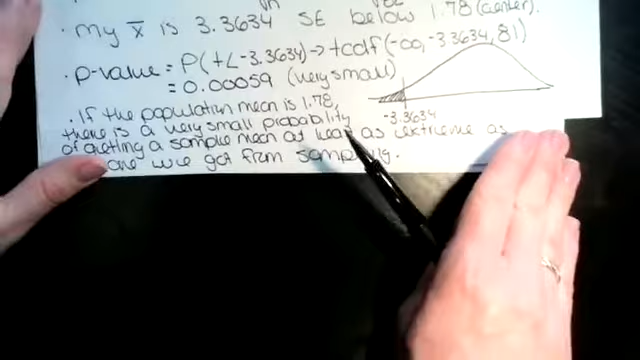 · My x̄ is 3.3634 SE below 1.78 (center).
· P-value = P(t<-3.3634) → tcdf(-∞, -3.3634, 81)
= 0.00059 (very small)
-3.3634
· If the population mean is 1.78,
there is a very small probability
of getting a sample mean at least as extreme as
one we got from sampling.